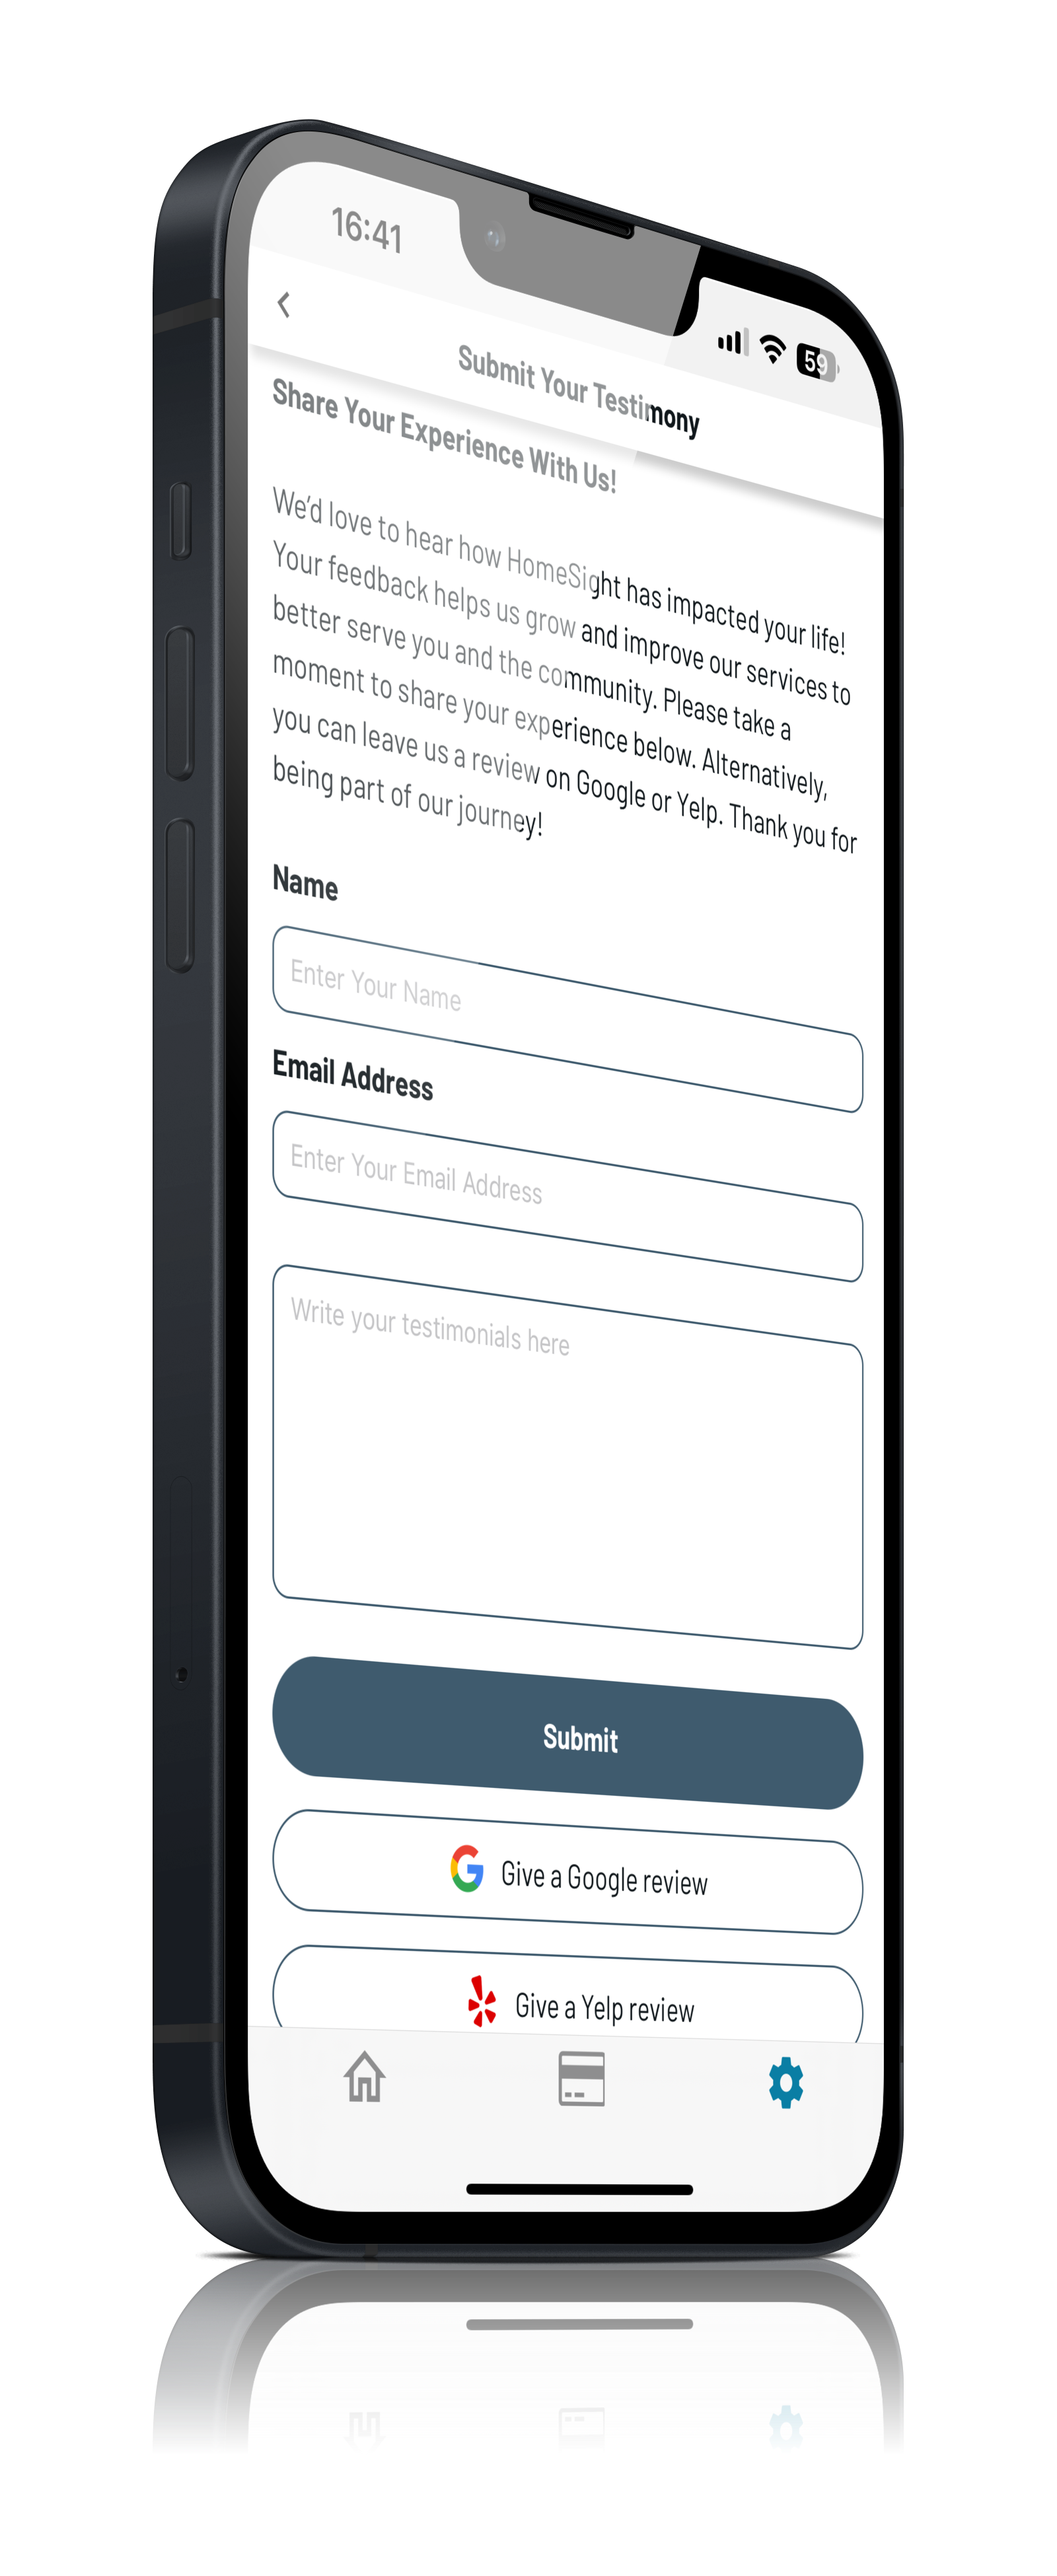 16:41
59
Submit Your Testimony
Share Your Experience With Us!
We'd love to hear how HomeSight has impacted your life!
Your feedback helps us grow and improve our services to
better serve you and the community. Please take a
moment to share your experience below. Alternatively,
you can leave us a review on Google or Yelp. Thank you for
being part of our journey!
Name
Enter Your Name
Email Address
Enter Your Email Address
Write your testimonials here
Submit
Give a Google review
Give a Yelp review